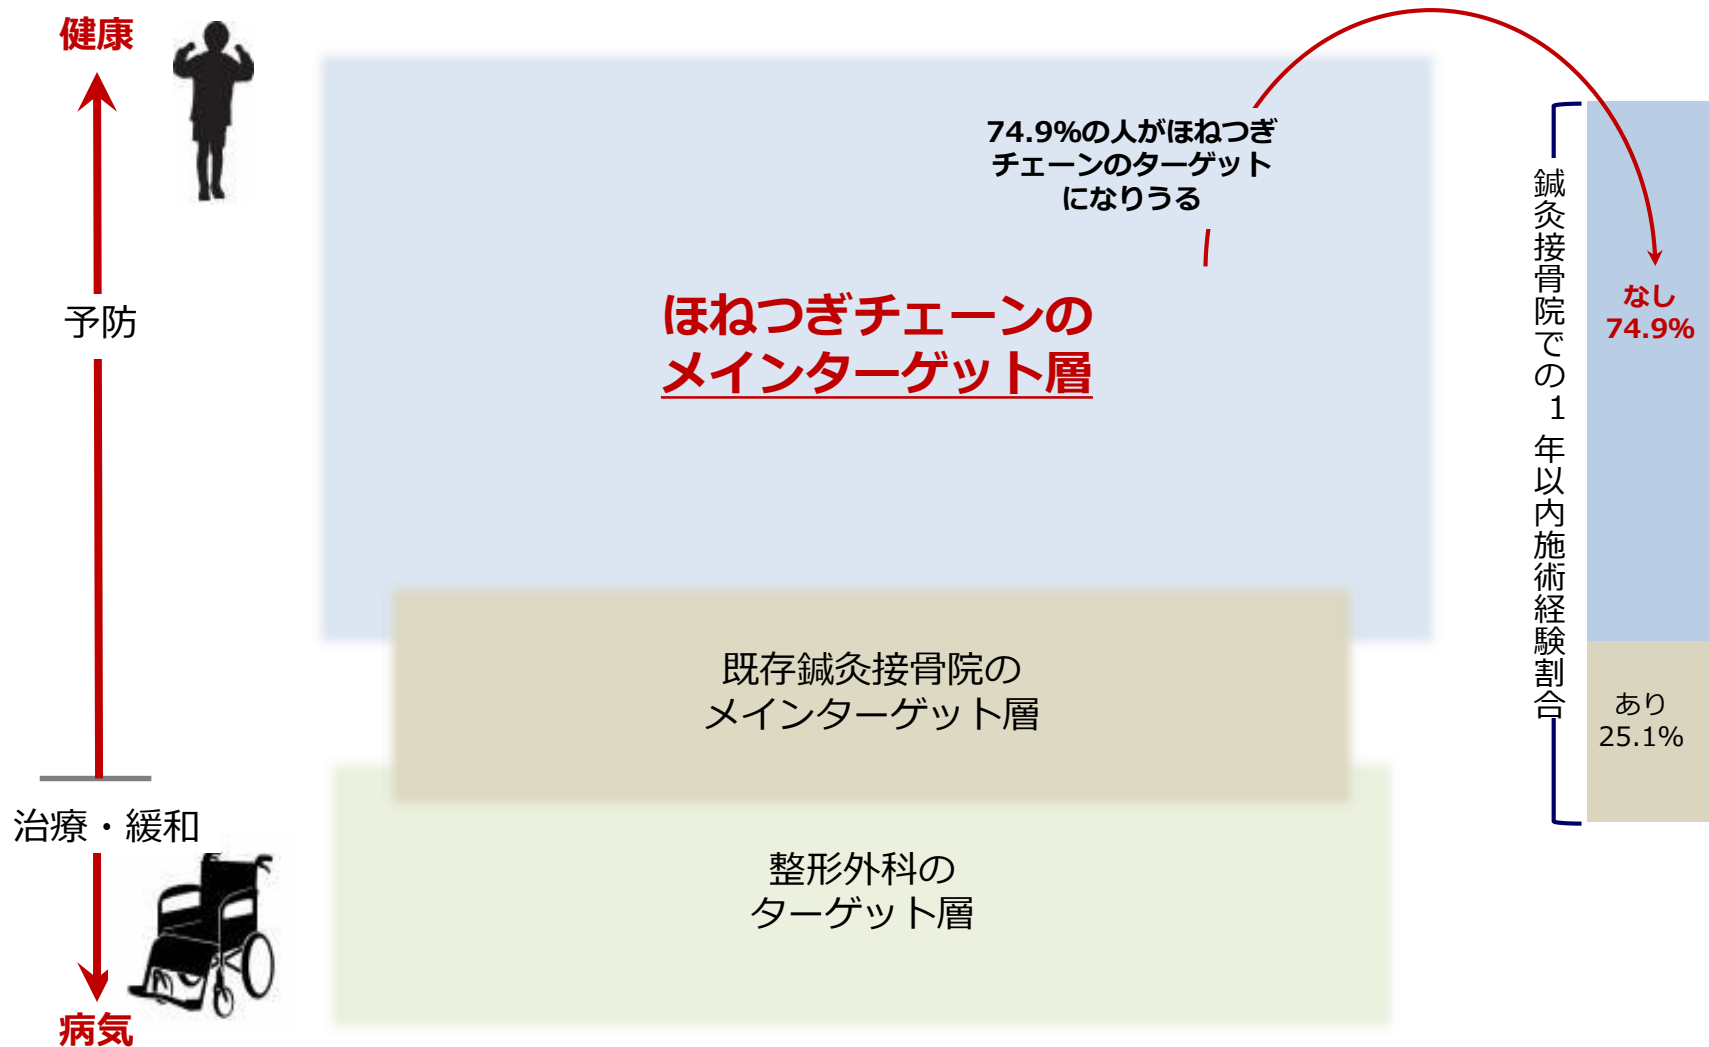 健康
予防
治療・緩和
病気
74.9%の人がほねつぎ
チェーンのターゲット
になりうる
ほねつぎチェーンの
メインターゲット層
既存鍼灸接骨院の
メインターゲット層
整形外科の
ターゲット層
鍼灸接骨院での1年以内施術経験割合
なし
74.9%
あり
25.1%